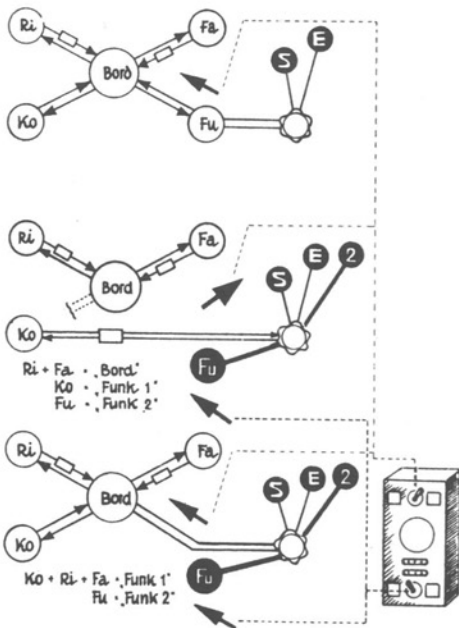 Ri Fa
Bord
E
S
Ko Fu
Ri Fa
Bord
S E 2
Ko
Fu
Ri + Fa = „Bord"
Ko = „Funk 1"
Fu = „Funk 2"
Ri Fa
Bord
S E 2
Ko
Fu
Ko + Ri + Fa = „Funk 1"
Fu = „Funk 2"